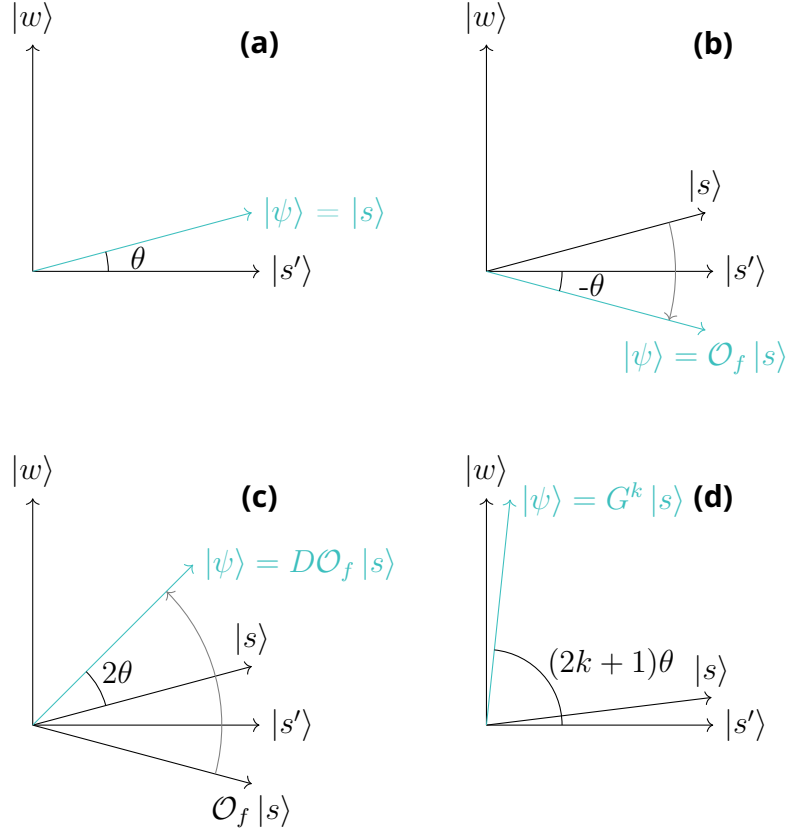 |w⟩
(a)
|ψ⟩ = |s⟩
θ
|s′⟩
|w⟩
(b)
|s⟩
|s′⟩
-θ
|ψ⟩ = 𝒪_f |s⟩
|w⟩
(c)
|ψ⟩ = D𝒪_f |s⟩
|s⟩
2θ
|s′⟩
𝒪_f |s⟩
|w⟩
|ψ⟩ = G^k |s⟩
(d)
(2k + 1)θ
|s⟩
|s′⟩